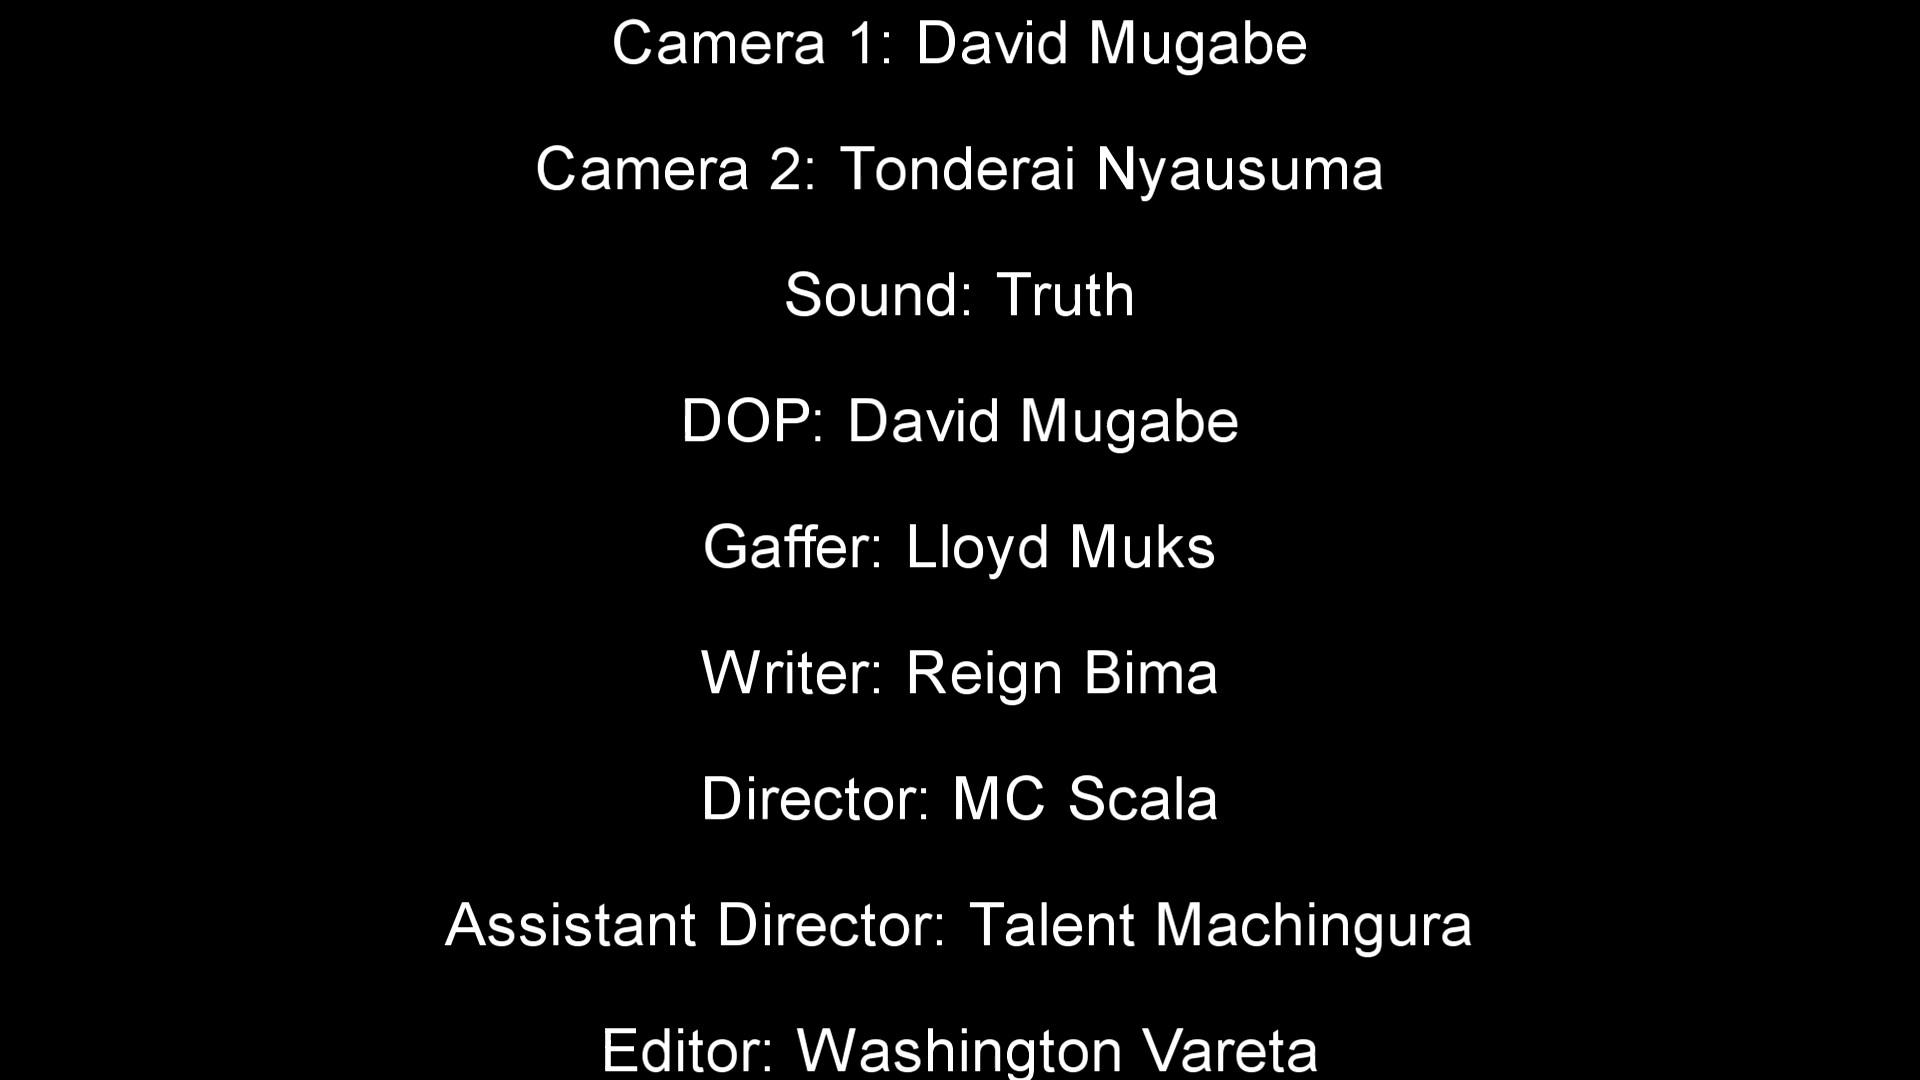 Camera 1: David Mugabe
Camera 2: Tonderai Nyausuma
Sound: Truth
DOP: David Mugabe
Gaffer: Lloyd Muks
Writer: Reign Bima
Director: MC Scala
Assistant Director: Talent Machingura
Editor: Washington Vareta